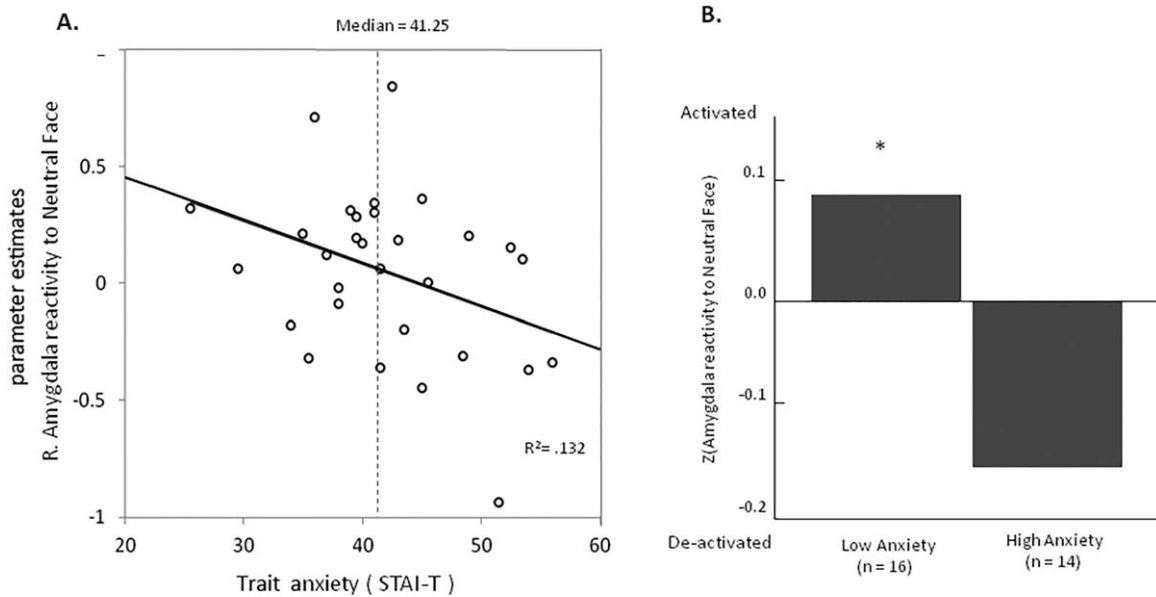 A.
Median = 41.25
parameter estimates
R. Amygdala reactivity to Neutral Face
0.5
0
-0.5
-1
R²= .132
20 30 40 50 60
Trait anxiety ( STAI-T )
B.
Activated
*
Z(Amygdala reactivity to Neutral Face)
0.1
0.0
-0.1
-0.2
De-activated
Low Anxiety
(n = 16)
High Anxiety
(n = 14)